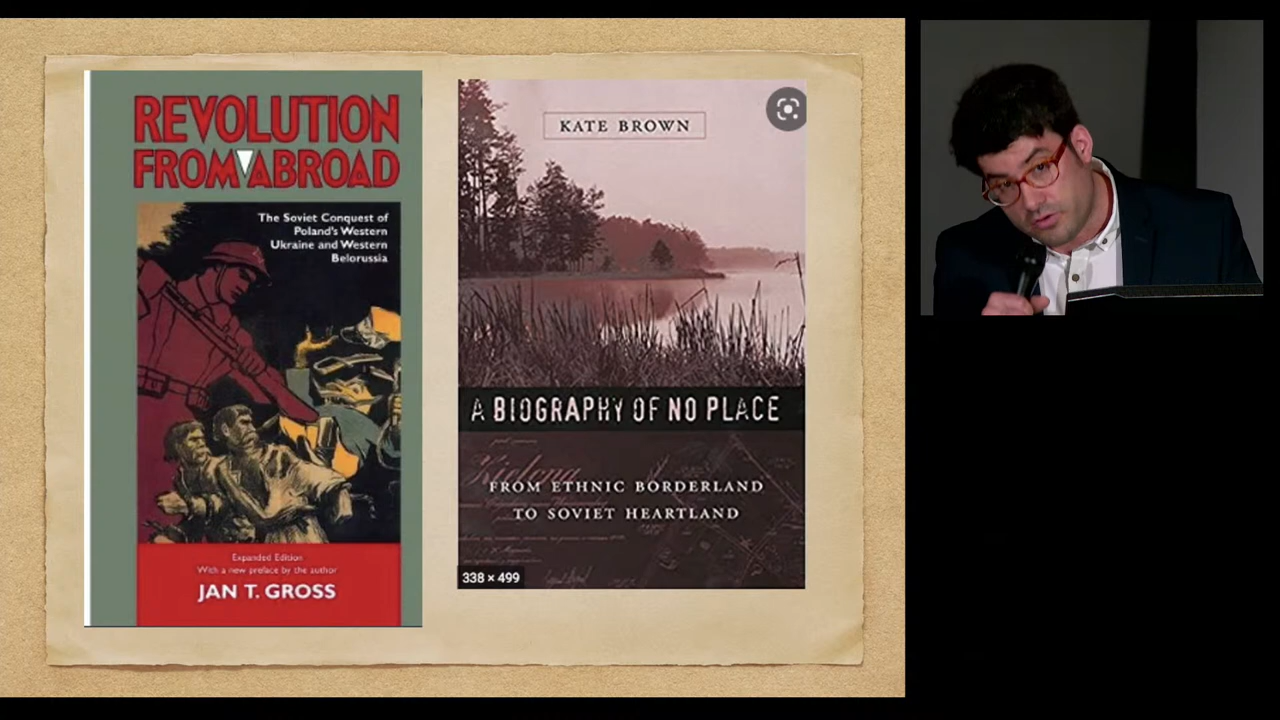 REVOLUTION
FROM ABROAD
The Soviet Conquest of
Poland's Western
Ukraine and Western
Belorussia
Expanded Edition
With a new preface by the author
JAN T. GROSS
KATE BROWN
A BIOGRAPHY OF NO PLACE
Zielona
FROM ETHNIC BORDERLAND
TO SOVIET HEARTLAND
338 × 499